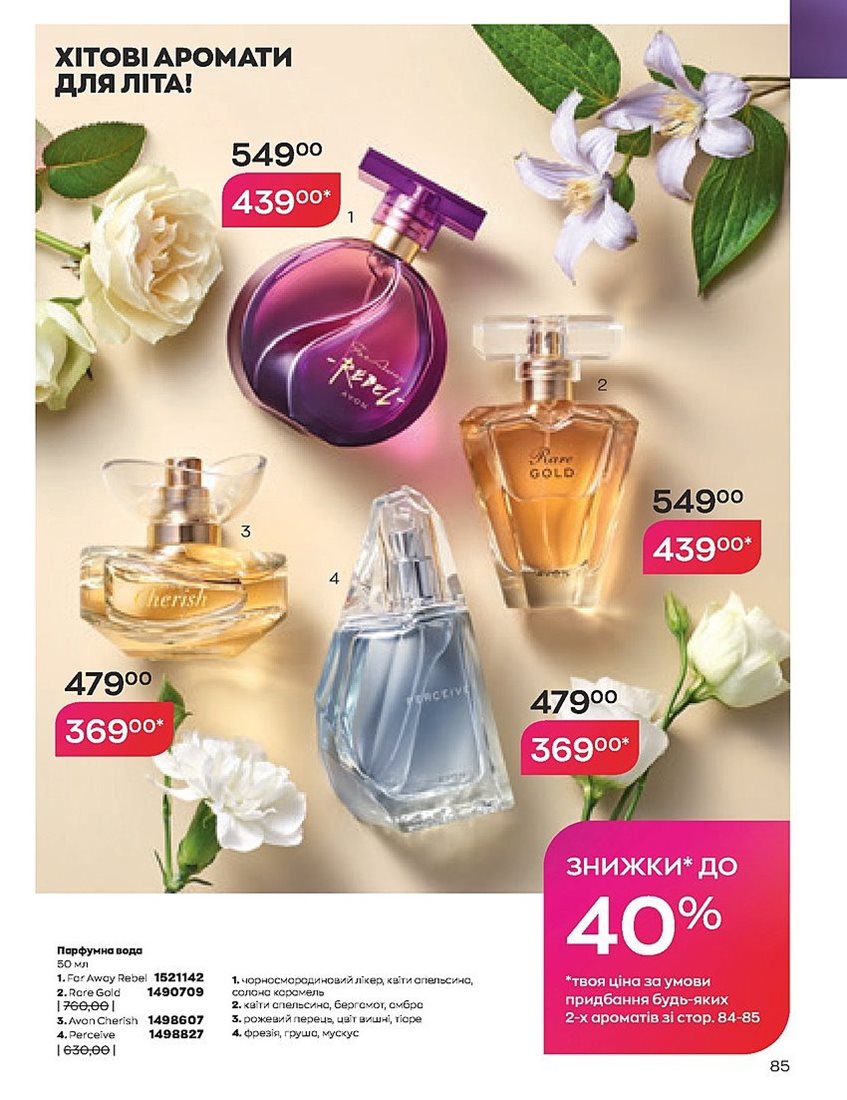 ХІТОВІ АРОМАТИ
ДЛЯ ЛІТА!
549⁰⁰
439⁰⁰*
1
Far Away
REBEL
AVON
2
Rare
GOLD
AVON
549⁰⁰
439⁰⁰*
3
Cherish
4
PERCEIVE
AVON
479⁰⁰
369⁰⁰*
479⁰⁰
369⁰⁰*
ЗНИЖКИ* ДО
40%
*твоя ціна за умови
придбання будь-яких
2-х ароматів зі стор. 84-85
Парфумна вода
50 мл
1. Far Away Rebel 1521142
2. Rare Gold 1490709
| 760,00 |
3. Avon Cherish 1498607
4. Perceive 1498827
| 630,00 |
1. чорносмородиновий лікер, квіти апельсина,
солона карамель
2. квіти апельсина, бергамот, амбра
3. рожевий перець, цвіт вишні, тіаре
4. фрезія, груша, мускус
85